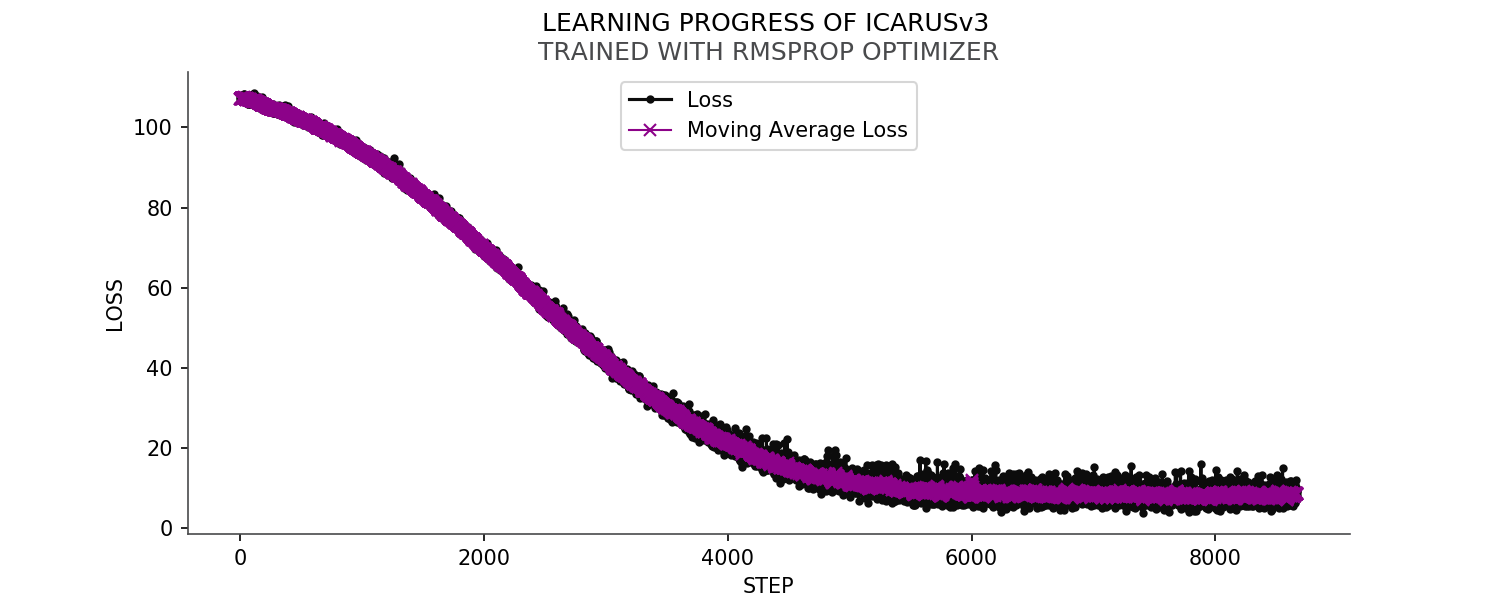 LEARNING PROGRESS OF ICARUSv3
TRAINED WITH RMSPROP OPTIMIZER
Loss
Moving Average Loss
LOSS
100
80
60
40
20
0
0 2000 4000 6000 8000
STEP